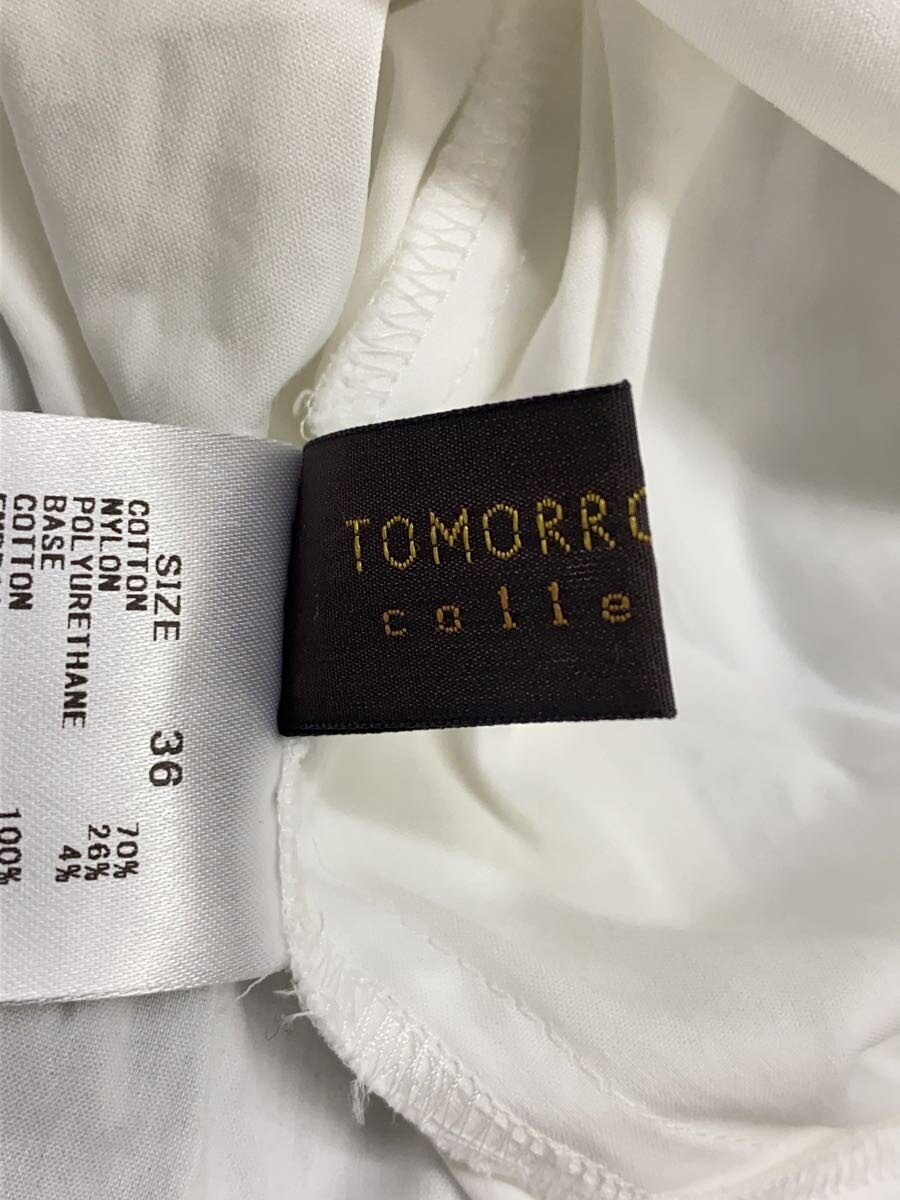 TOMORRO
colle
SIZE 36
COTTON 70%
NYLON 26%
POLYURETHANE 4%
BASE
COTTON 100%